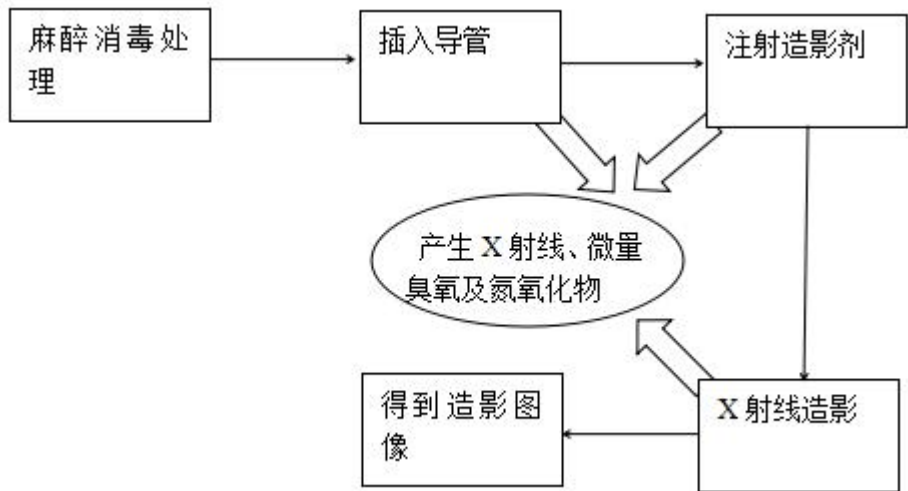 麻醉消毒处
理
插入导管
注射造影剂
产生 X 射线、微量
臭氧及氮氧化物
得到造影图
像
X 射线造影